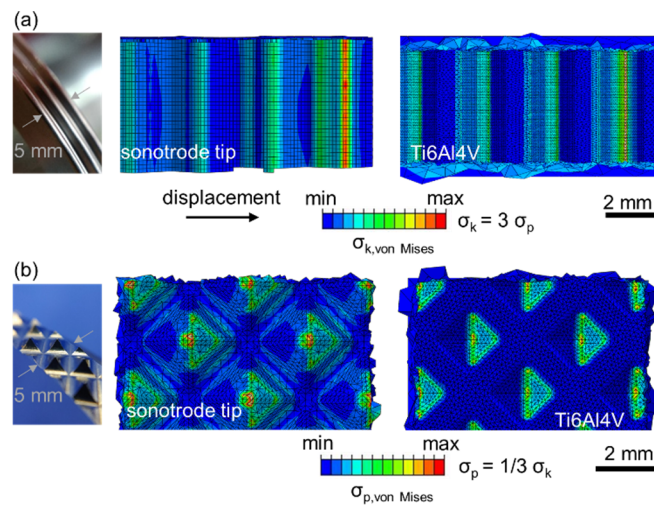 (a)
5 mm
sonotrode tip
Ti6Al4V
displacement
min max
σk = 3 σp
σk,von Mises
2 mm
(b)
5 mm
sonotrode tip
Ti6Al4V
min max
σp = 1/3 σk
σp,von Mises
2 mm